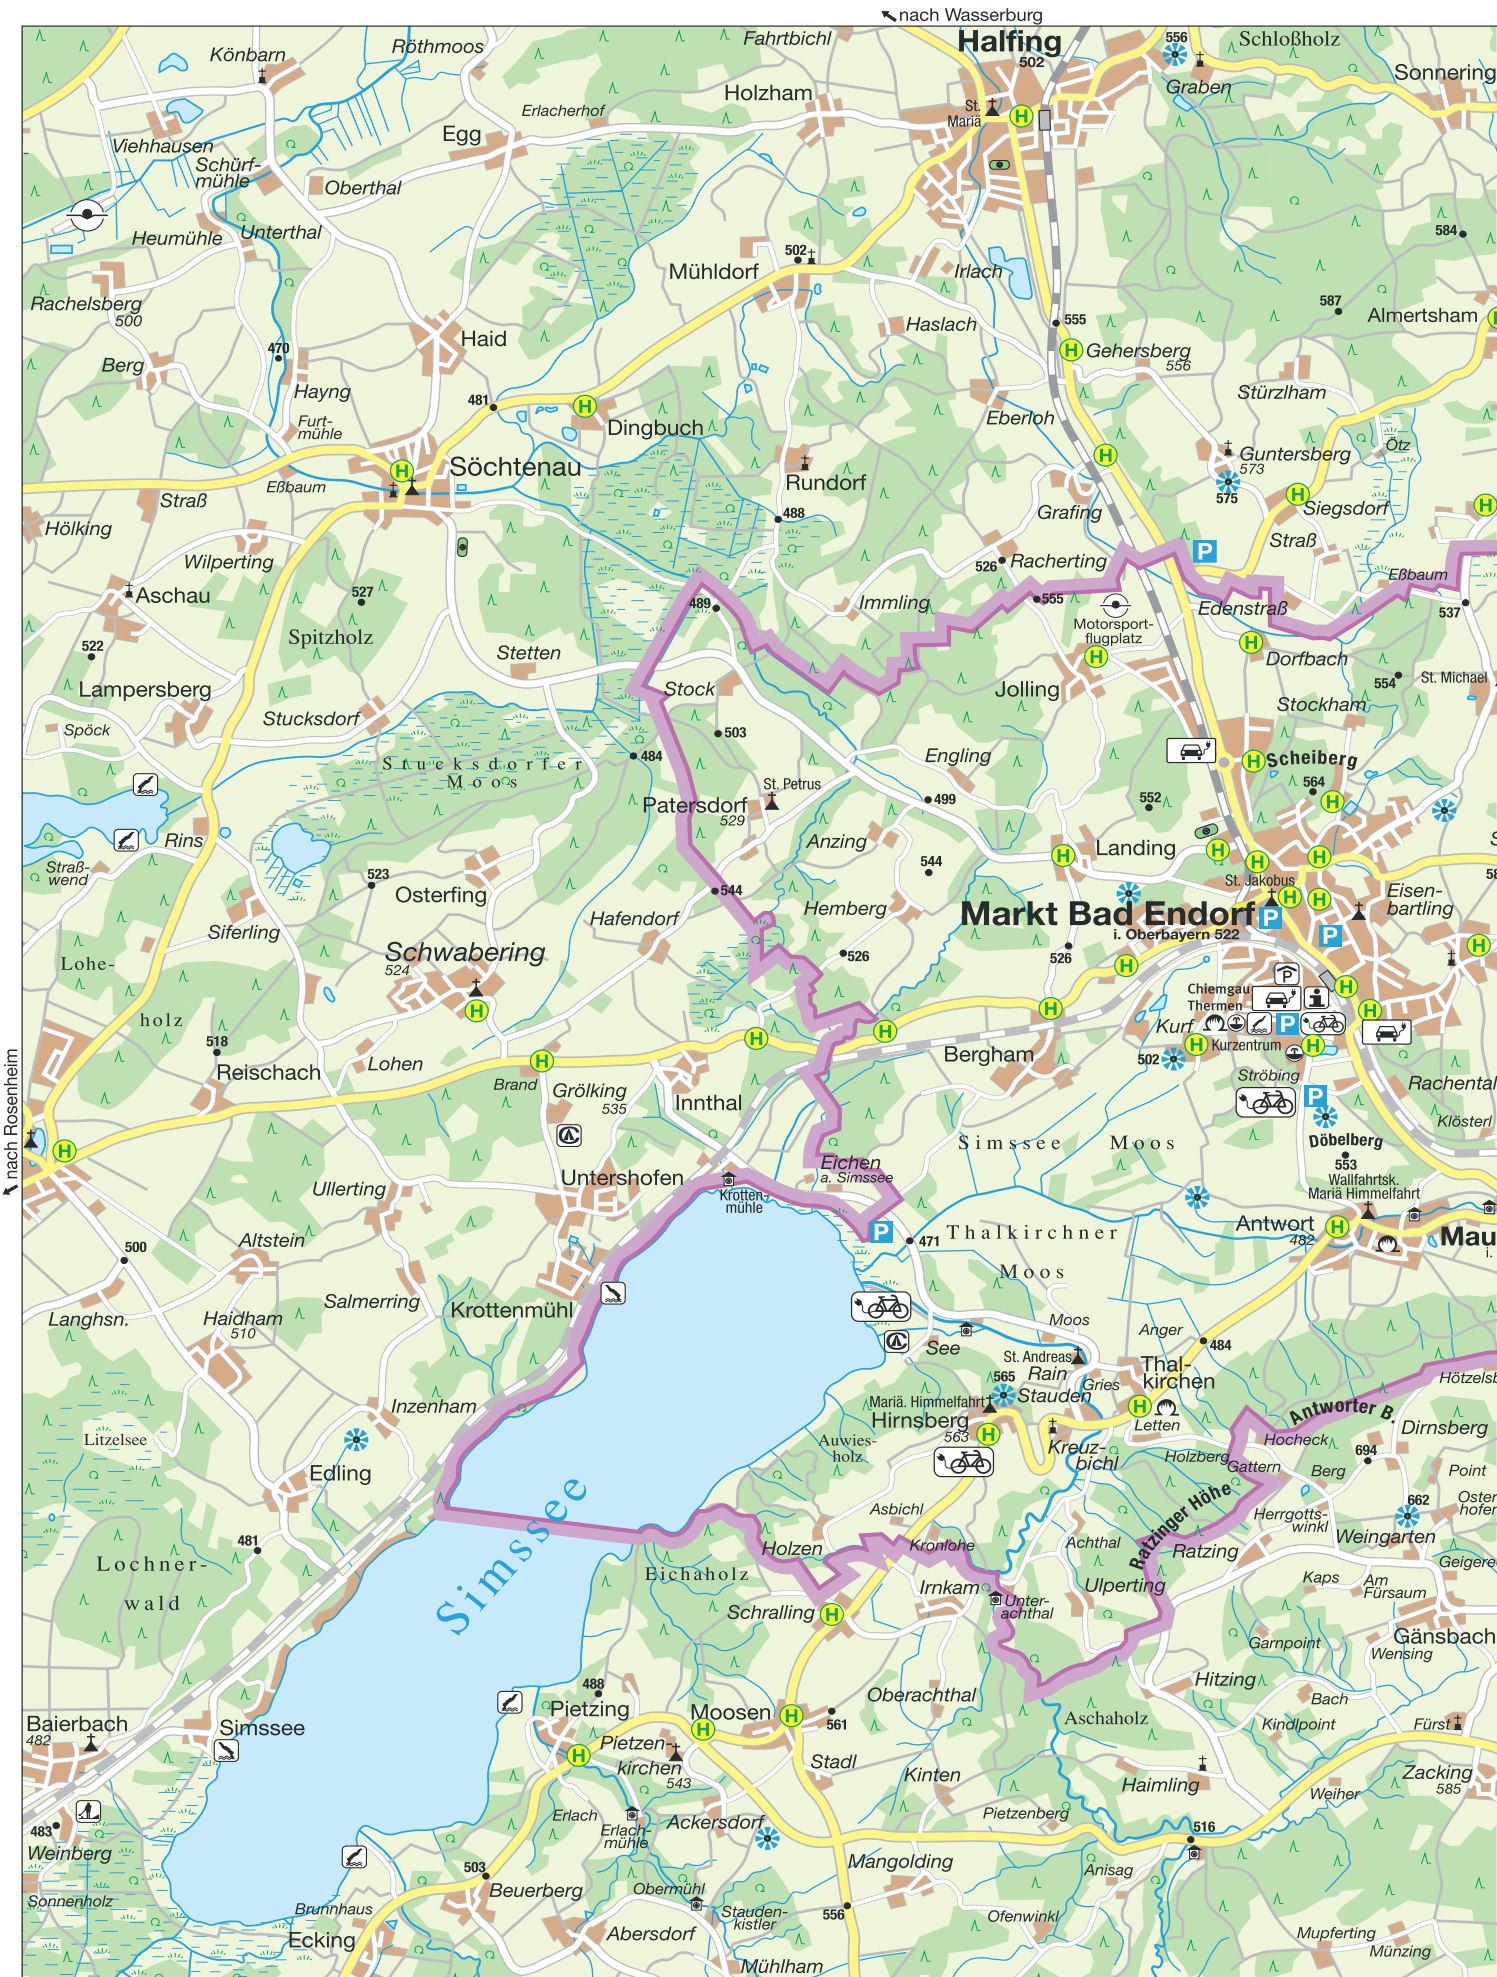 nach Wasserburg
Halfing
502
Fahrtbichl
Röthmoos
Könbarn
556
Schloßholz
Graben
Sonnering
Holzham
Erlacherhof
St.
Mariä
Egg
Viehhausen
Schürf-
mühle
Oberthal
Heumühle
Unterthal
584
Mühldorf
502
Irlach
Rachelsberg
500
587
Almertsham
555
Haslach
Haid
Gehersberg
556
Berg
470
Hayng
481
Stürzlham
Furt-
mühle
Dingbuch
Eberloh
Ötz
Söchtenau
Guntersberg
573
575
Eßbaum
Straß
Rundorf
488
Grafing
Siegsdorf
Hölking
Straß
Wilperting
526
Racherting
Eßbaum
P
Aschau
527
489
Immling
555
Edenstraß
537
Motorsport-
flugplatz
Spitzholz
522
Stetten
Dorfbach
554
St. Michael
Lampersberg
Stock
Jolling
Stockham
Spöck
Stucksdorf
503
484
Stucksdorfer
Moos
Engling
Scheiberg
564
St. Petrus
Patersdorf
529
499
552
Rins
Anzing
Landing
Straß-
wend
523
544
544
St. Jakobus
Osterfing
Eisen-
bartling
Hafendorf
Hemberg
Markt Bad Endorf
i. Oberbayern 522
P
P
Siferling
Lohe-
holz
Schwabering
524
526
526
Chiemgau
Thermen
Kurf
P
Kurzentrum
518
Reischach
Lohen
Brand
Grölking
535
Bergham
502
Ströbing
Innthal
Rachental
P
Klösterl
nach Rosenheim
Simssee Moos
Döbelberg
553
Wallfahrtsk.
Mariä Himmelfahrt
Untershofen
Ullerting
Eichen
a. Simssee
Krotten-
mühle
P
471
Thalkirchner
Moos
Antwort
482
Mau
i.
500
Altstein
Salmerring
Krottenmühl
Langhsn.
Haidham
510
Moos
Anger
484
See
St. Andreas
Rain
Thal-
kirchen
Gries
Hötzelsb
565
Stauden
Mariä. Himmelfahrt
Hirnsberg
563
Letten
Antworter B.
Dirnsberg
Inzenham
Litzelsee
Auwies-
holz
Kreuz-
bichl
Hocheck
Holzberg
Gattern
694
Berg
Point
Edling
Simssee
Asbichl
Ratzinger Höhe
Herrgotts-
winkl
662
Oster
hofer
Weingarten
481
Lochner-
wald
Holzen
Kronlohe
Achthal
Ratzing
Geigere
Eichaholz
Irnkam
Ulperting
Kaps
Am
Fürsaum
Schralling
Unter-
achthal
Garnpoint
Gänsbach
Wensing
488
Pietzing
Oberachthal
Hitzing
Bach
Baierbach
482
Simssee
Moosen
561
Aschaholz
Kindlpoint
Fürst
Pietzen-
kirchen
543
Stadl
Kinten
Haimling
Weiher
Zacking
585
483
Weinberg
Erlach
Erlach-
mühle
Ackersdorf
Pietzenberg
516
Mangolding
Anisag
503
Beuerberg
Obermühl
Sonnenholz
Brunnhaus
Stauden-
kistler
556
Ofenwinkl
Ecking
Abersdorf
Mupferting
Münzing
Mühlham